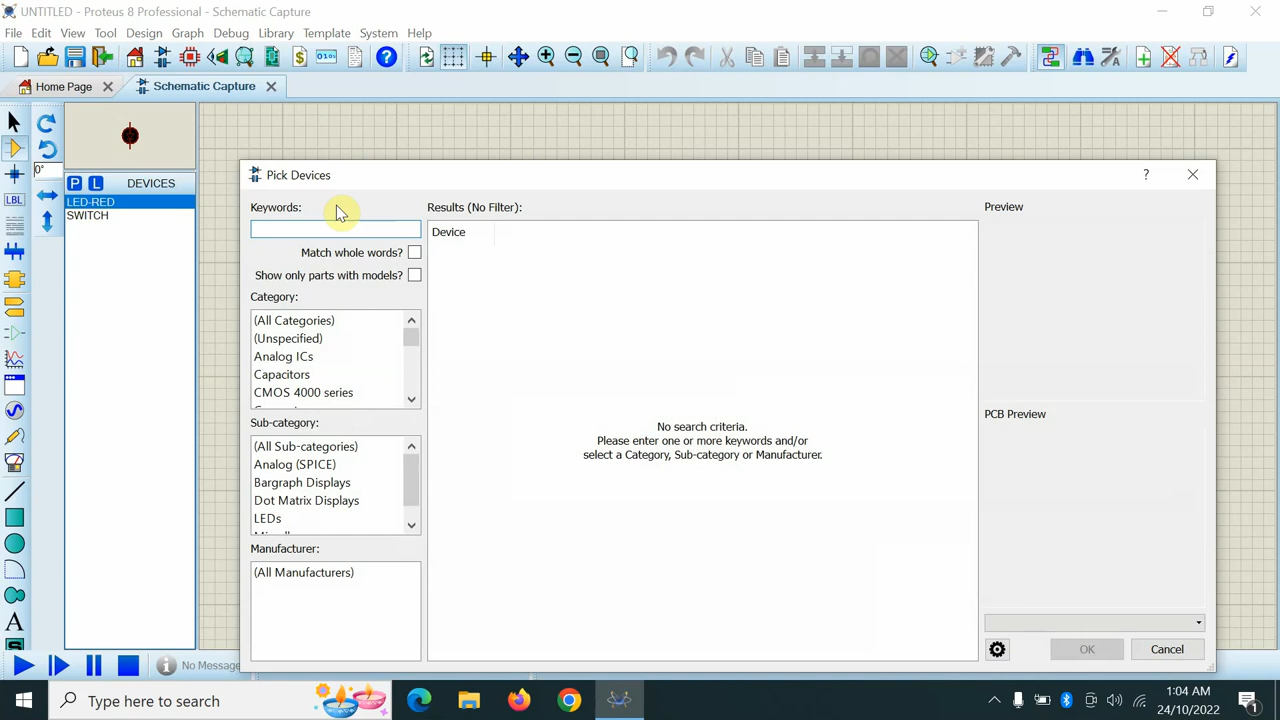 UNTITLED - Proteus 8 Professional - Schematic Capture
File Edit View Tool Design Graph Debug Library Template System Help
Home Page
Schematic Capture
0°
P L DEVICES
LED-RED
SWITCH
LBL
A
Pick Devices
Keywords:
Match whole words?
Show only parts with models?
Category:
(All Categories)
(Unspecified)
Analog ICs
Capacitors
CMOS 4000 series
Sub-category:
(All Sub-categories)
Analog (SPICE)
Bargraph Displays
Dot Matrix Displays
LEDs
Manufacturer:
(All Manufacturers)
Results (No Filter):
Device
No search criteria.
Please enter one or more keywords and/or
select a Category, Sub-category or Manufacturer.
Preview
PCB Preview
OK Cancel
No Message
Type here to search
1:04 AM
24/10/2022
1